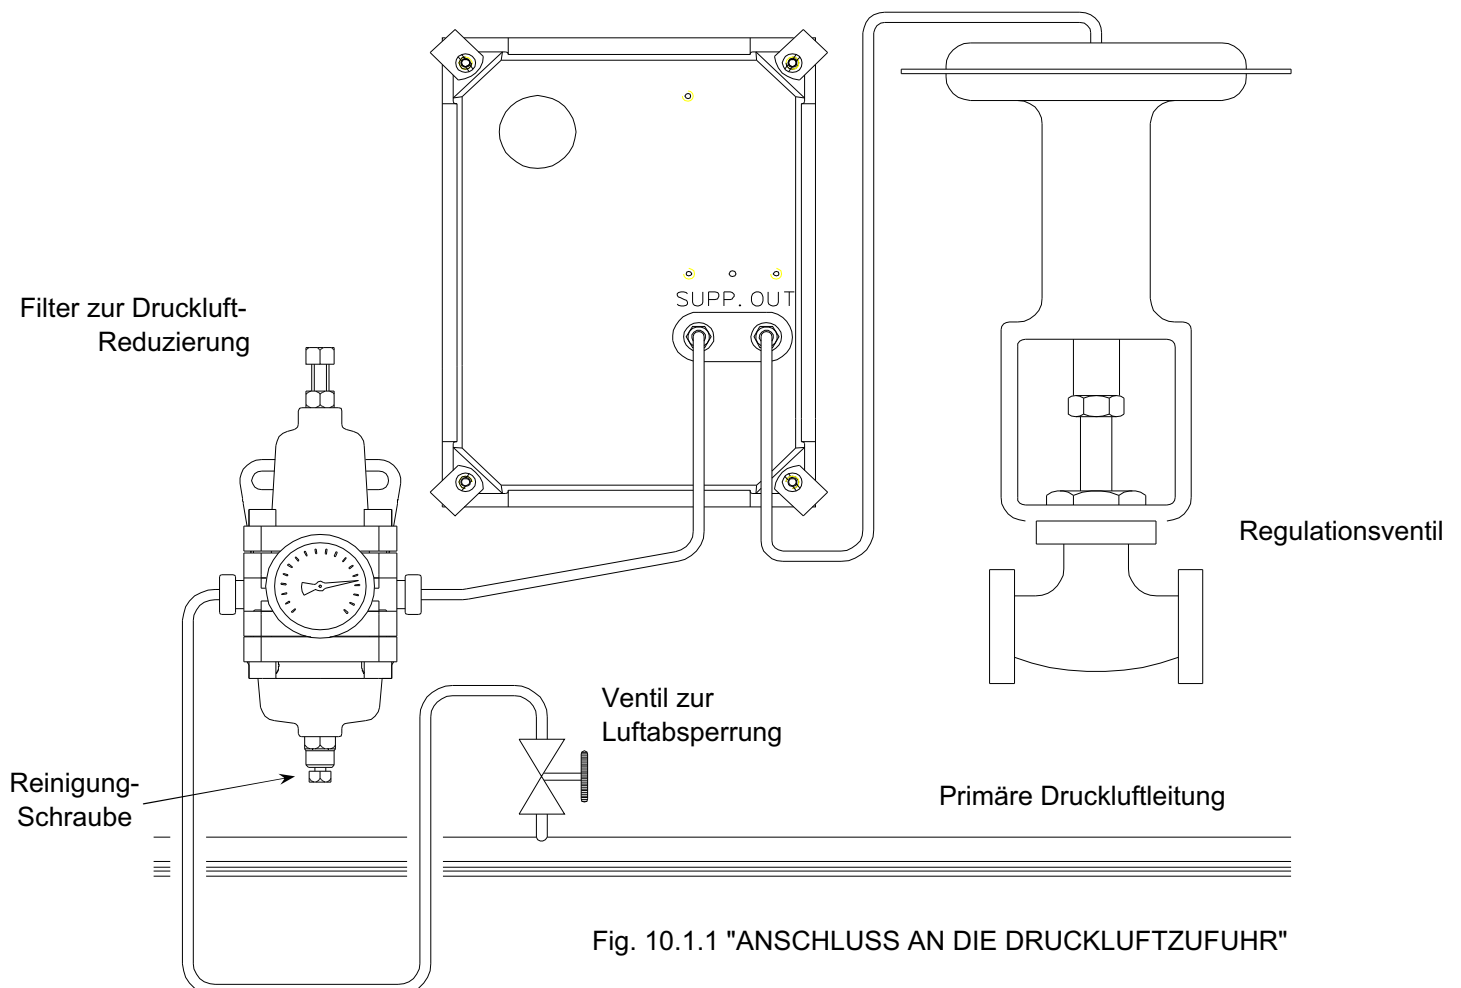 Filter zur Druckluft-
Reduzierung
SUPP. OUT
Regulationsventil
Ventil zur
Luftabsperrung
Reinigung-
Schraube
Primäre Druckluftleitung
Fig. 10.1.1 "ANSCHLUSS AN DIE DRUCKLUFTZUFUHR"